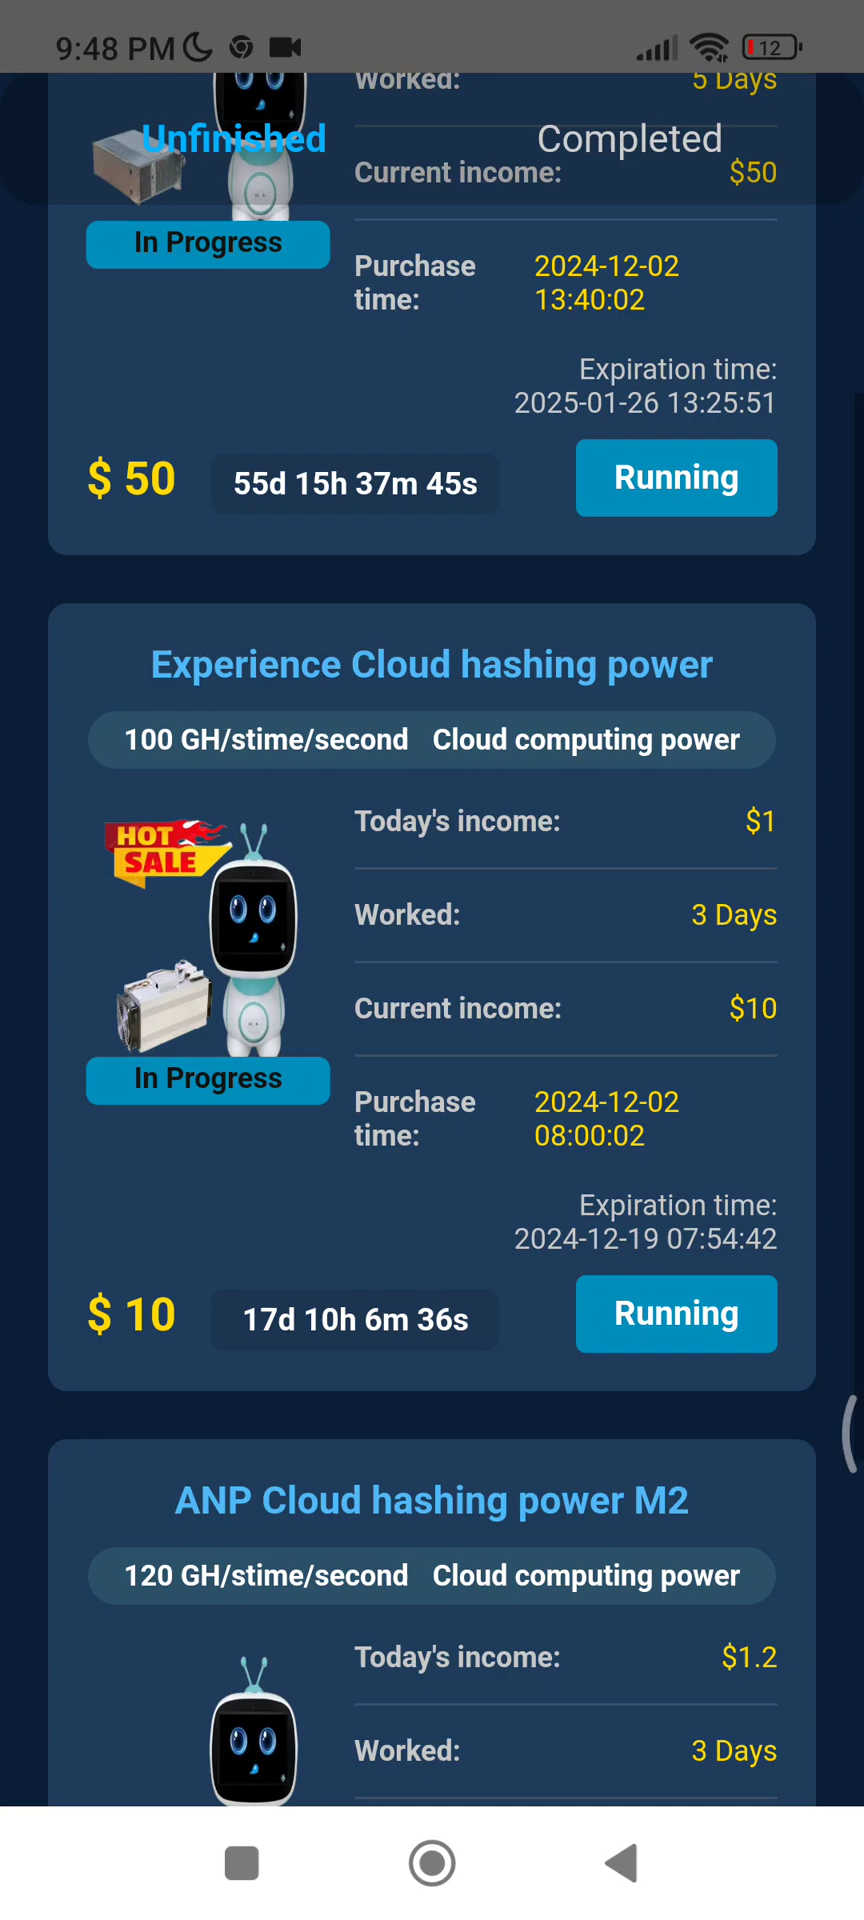 9:48 PM
12
Worked: 5 Days
Unfinished Completed
Current income: $50
In Progress
Purchase time: 2024-12-02 13:40:02
Expiration time:
2025-01-26 13:25:51
$ 50 55d 15h 37m 45s Running
Experience Cloud hashing power
100 GH/stime/second Cloud computing power
HOT
SALE
Today's income: $1
Worked: 3 Days
Current income: $10
In Progress
Purchase time: 2024-12-02 08:00:02
Expiration time:
2024-12-19 07:54:42
$ 10 17d 10h 6m 36s Running
ANP Cloud hashing power M2
120 GH/stime/second Cloud computing power
Today's income: $1.2
Worked: 3 Days